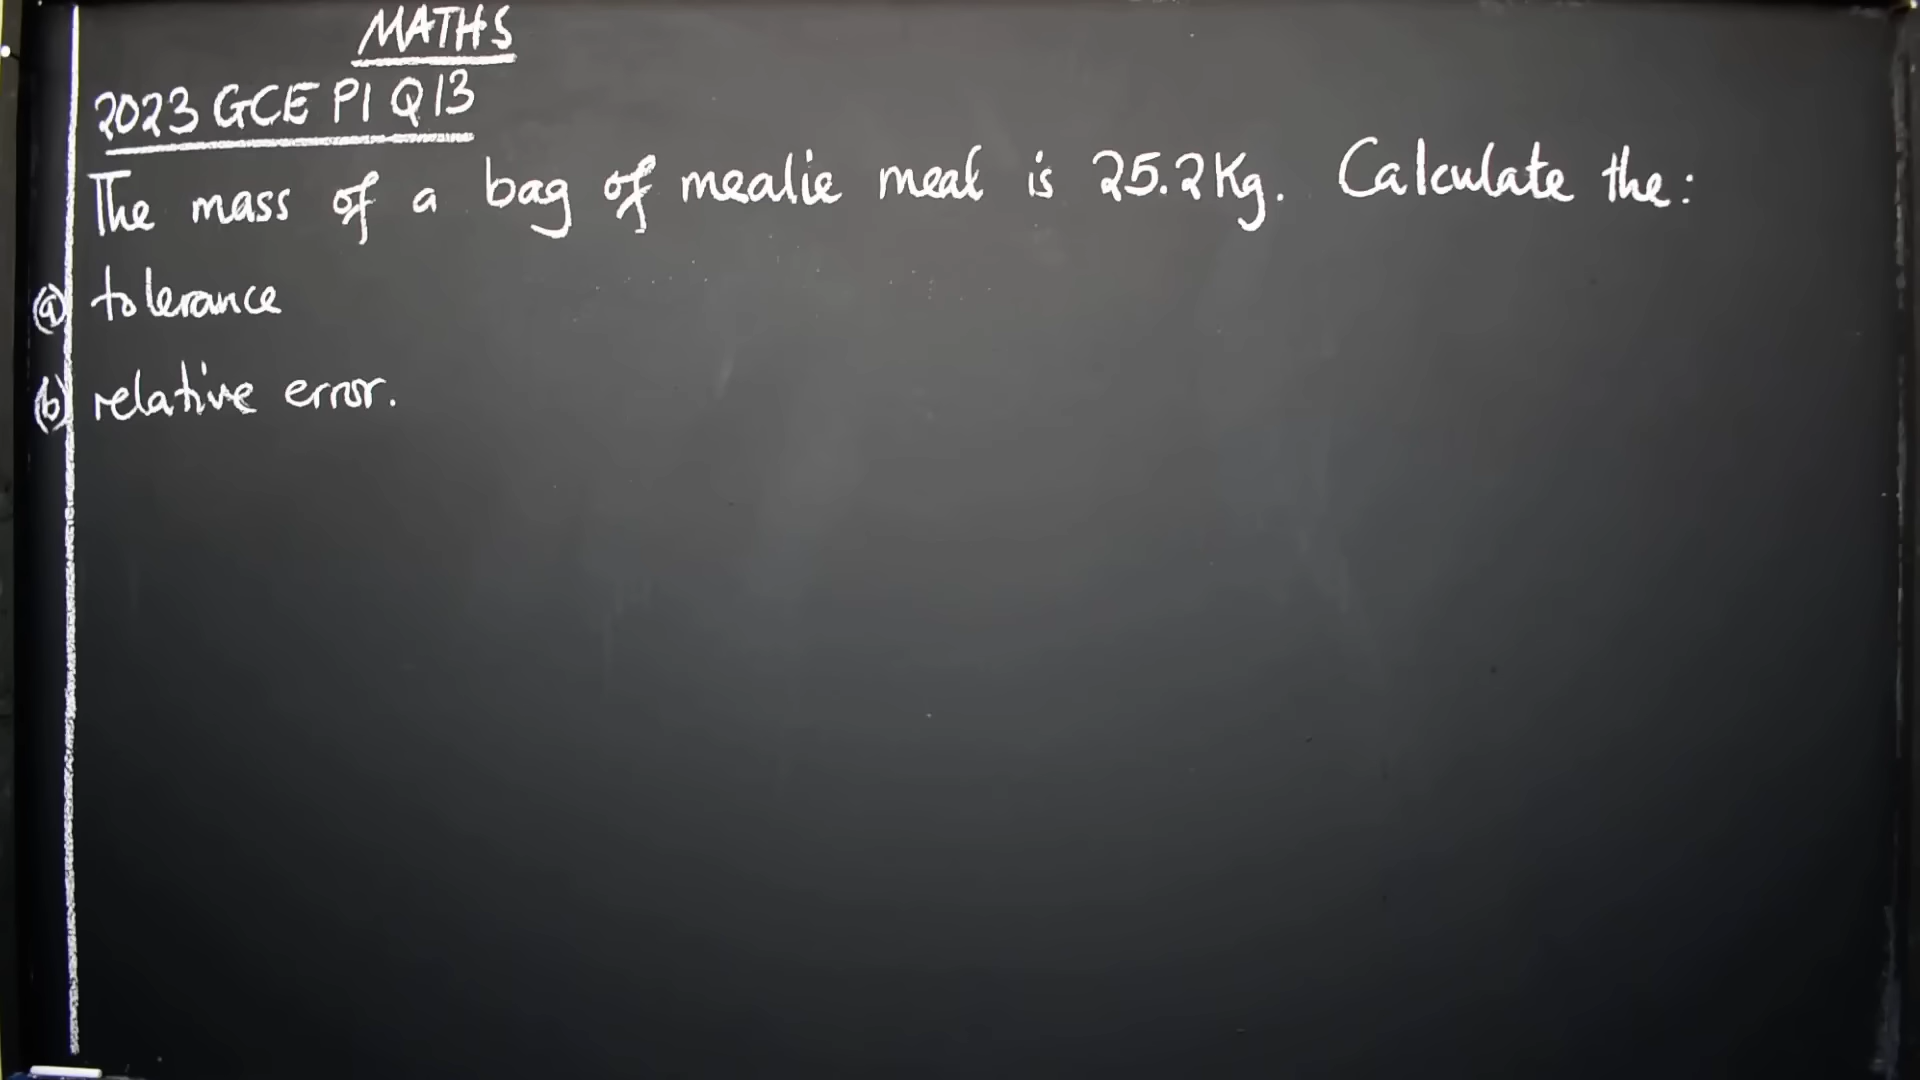 MATHS
2023 GCE P1 Q13
The mass of a bag of mealie meal is 25.2Kg. Calculate the:
(a) tolerance
(b) relative error.